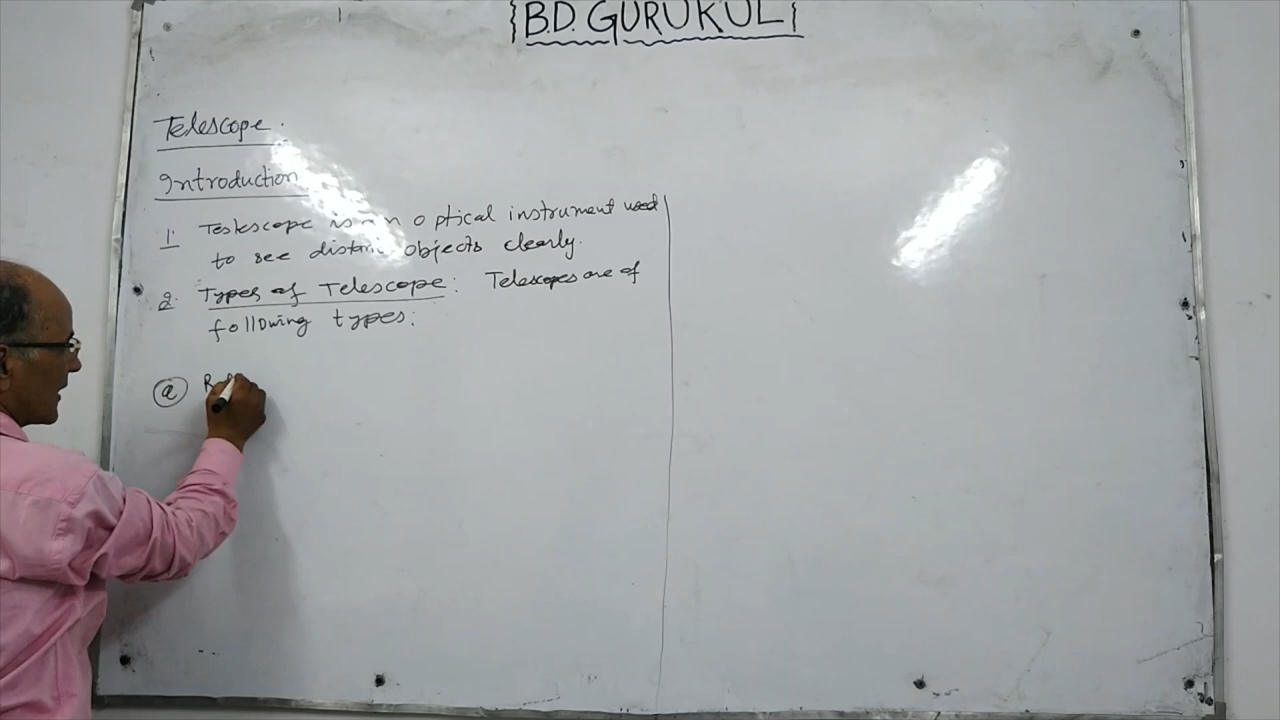 B.D. GURUKUL
Telescope.
Introduction
1. Teslescope is an optical instrument used
to see distant objects clearly.
2. Types of Telescope: Telescopes are of
following types:
(a)